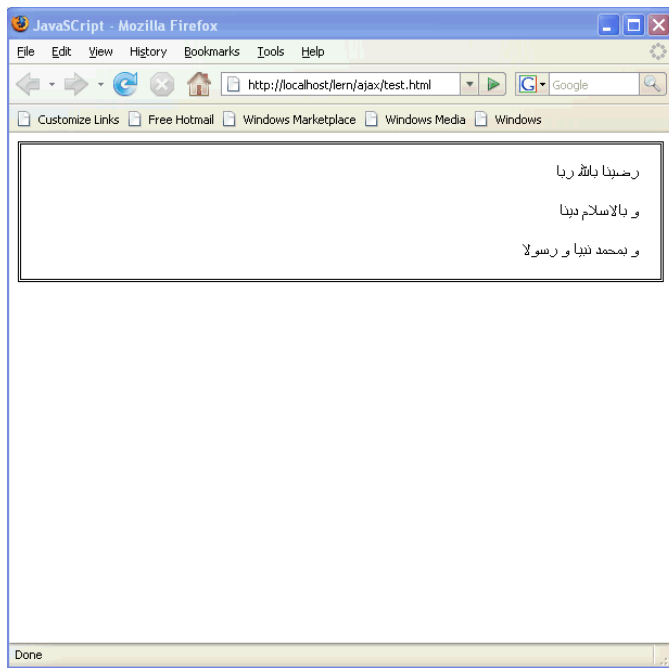 JavaSCript - Mozilla Firefox
File Edit View History Bookmarks Tools Help
http://localhost/lern/ajax/test.html G Google
Customize Links Free Hotmail Windows Marketplace Windows Media Windows
رضينا بالله ربا
و بالاسلام دينا
و بمحمد نبيا و رسولا
Done